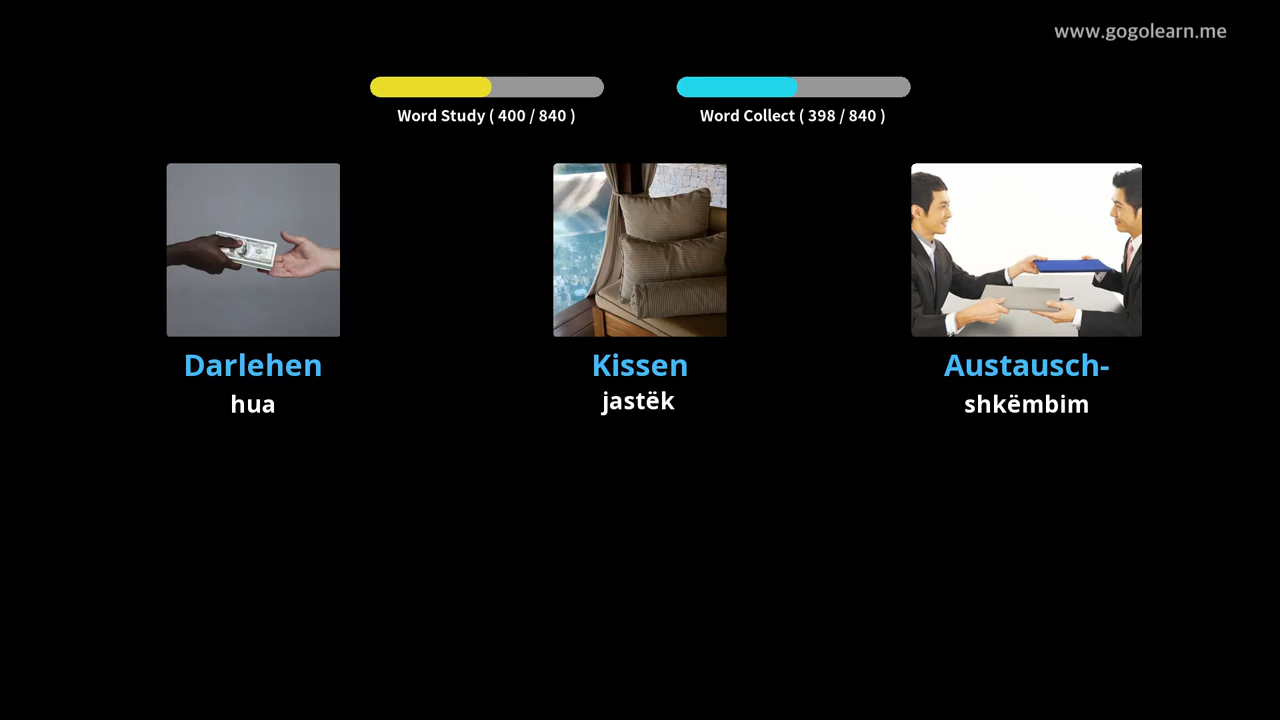 www.gogolearn.me
Word Study ( 400 / 840 )
Word Collect ( 398 / 840 )
Darlehen
hua
Kissen
jastëk
Austausch-
shkëmbim